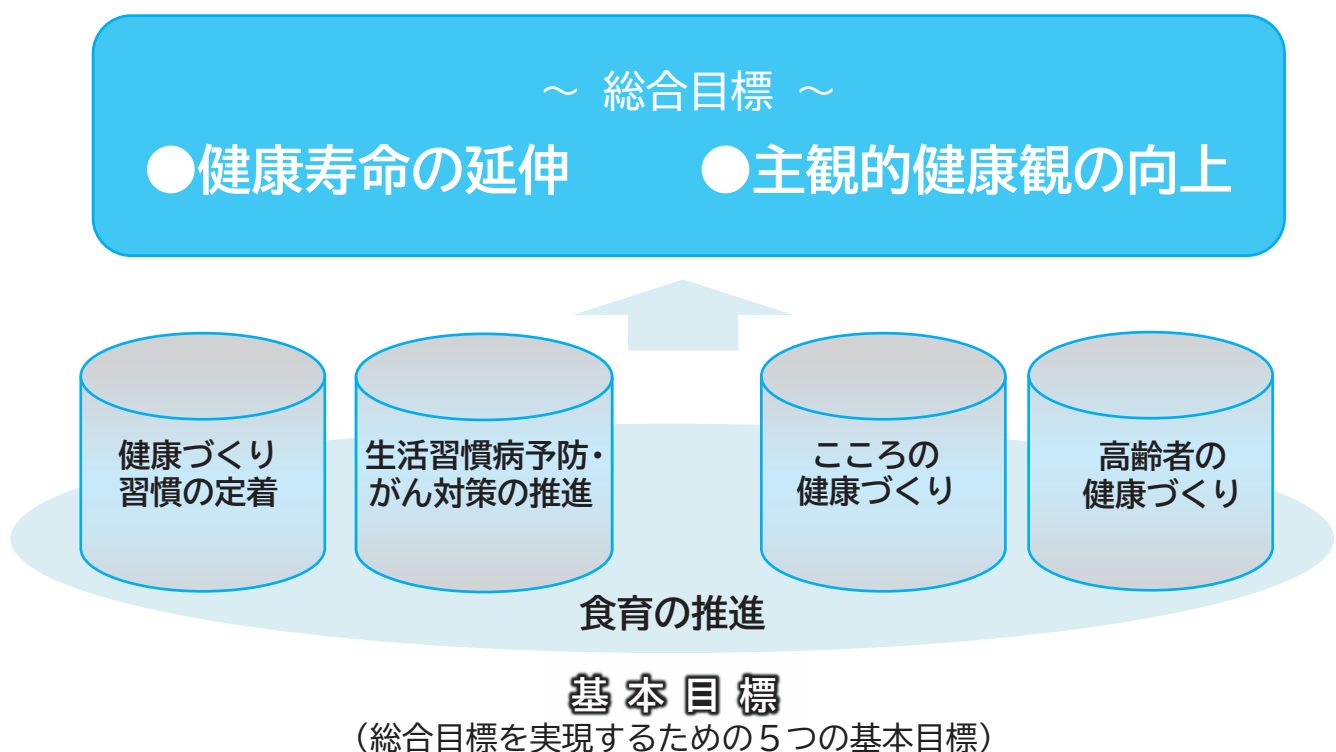 ～ 総合目標 ～
●健康寿命の延伸 ●主観的健康観の向上
健康づくり
習慣の定着
生活習慣病予防・
がん対策の推進
こころの
健康づくり
高齢者の
健康づくり
食育の推進
基本目標
（総合目標を実現するための５つの基本目標）